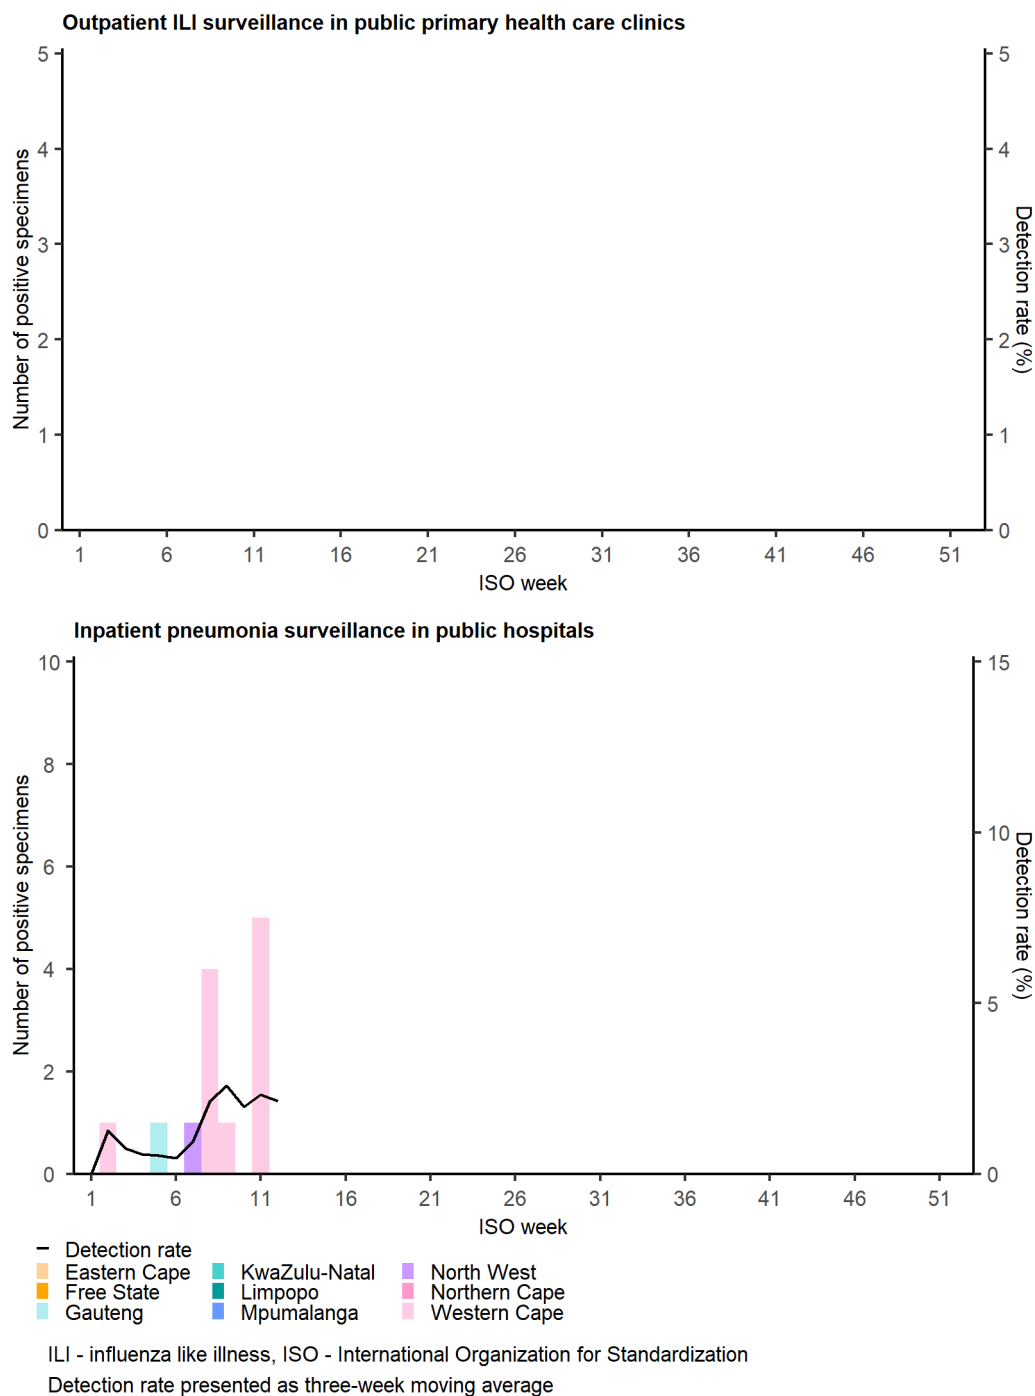 Outpatient ILI surveillance in public primary health care clinics
5
4
3
2
1
0
Number of positive specimens
5
4
3
2
1
0
Detection rate (%)
1 6 11 16 21 26 31 36 41 46 51
ISO week
Inpatient pneumonia surveillance in public hospitals
10
8
6
4
2
0
Number of positive specimens
15
10
5
0
Detection rate (%)
1 6 11 16 21 26 31 36 41 46 51
ISO week
Detection rate
Eastern Cape KwaZulu-Natal North West
Free State Limpopo Northern Cape
Gauteng Mpumalanga Western Cape
ILI - influenza like illness, ISO - International Organization for Standardization
Detection rate presented as three-week moving average